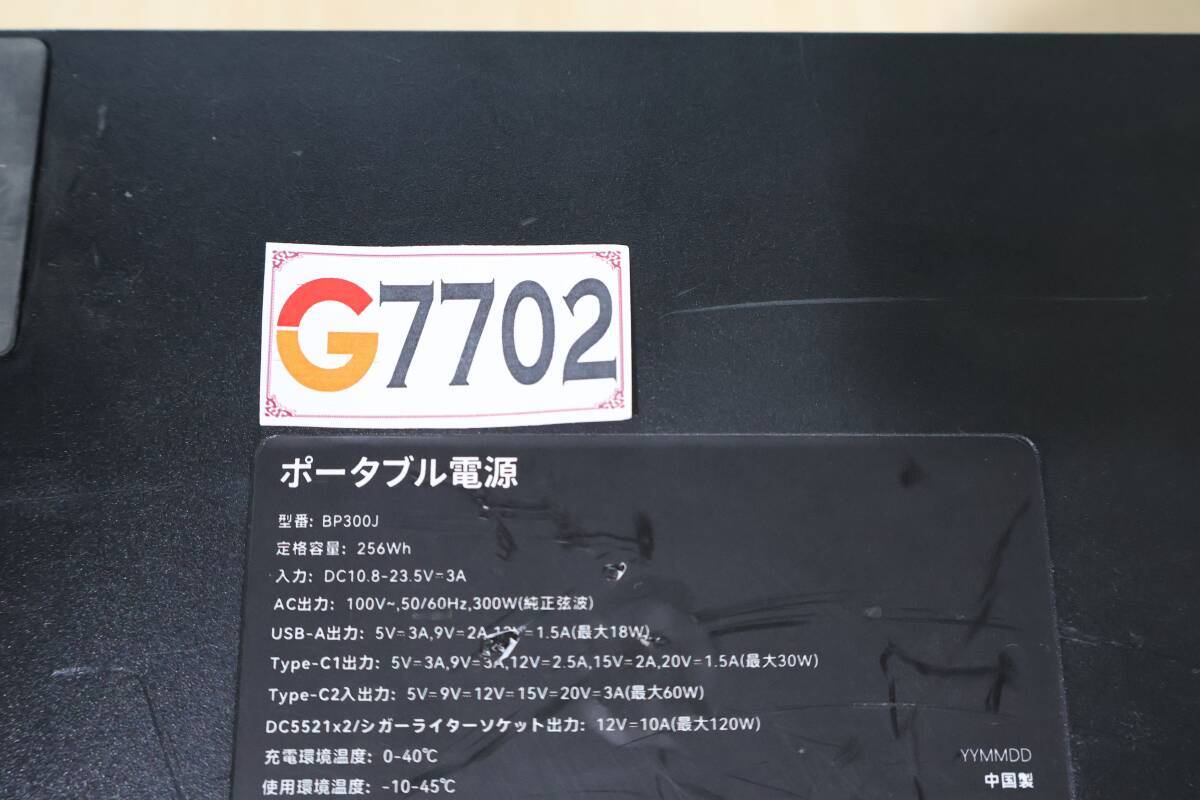 G7702
ポータブル電源
型番: BP300J
定格容量: 256Wh
入力: DC10.8-23.5V⎓3A
AC出力: 100V~,50/60Hz,300W(純正弦波)
USB-A出力: 5V⎓3A,9V⎓2A,12V⎓1.5A(最大18W)
Type-C1出力: 5V⎓3A,9V⎓3A,12V⎓2.5A,15V⎓2A,20V⎓1.5A(最大30W)
Type-C2入出力: 5V⎓9V⎓12V⎓15V⎓20V⎓3A(最大60W)
DC5521x2/シガーライターソケット出力: 12V⎓10A(最大120W)
充電環境温度: 0-40℃
使用環境温度: -10-45℃
YYMMDD
中国製